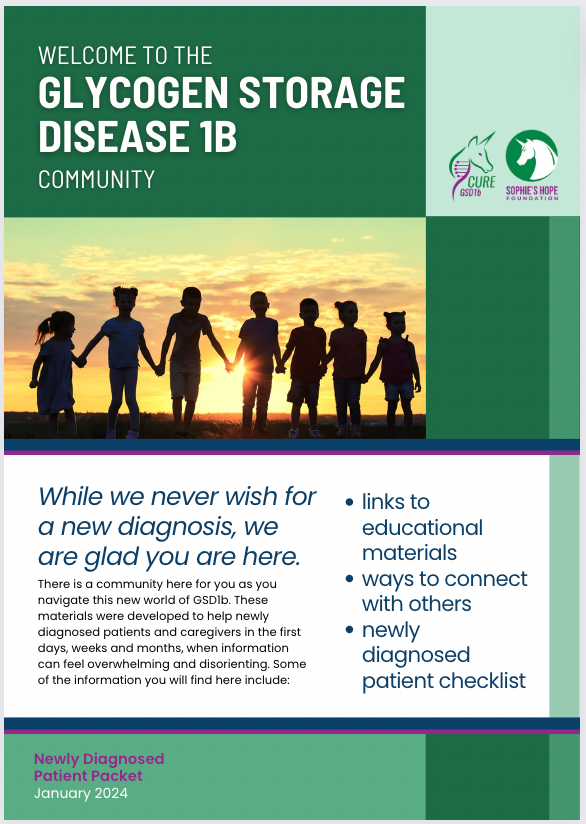 WELCOME TO THE
GLYCOGEN STORAGE
DISEASE 1B
COMMUNITY
CURE
GSD1b
SOPHIE'S HOPE
FOUNDATION
While we never wish for
a new diagnosis, we
are glad you are here.
There is a community here for you as you
navigate this new world of GSD1b. These
materials were developed to help newly
diagnosed patients and caregivers in the first
days, weeks and months, when information
can feel overwhelming and disorienting. Some
of the information you will find here include:
• links to
educational
materials
• ways to connect
with others
• newly
diagnosed
patient checklist
Newly Diagnosed
Patient Packet
January 2024